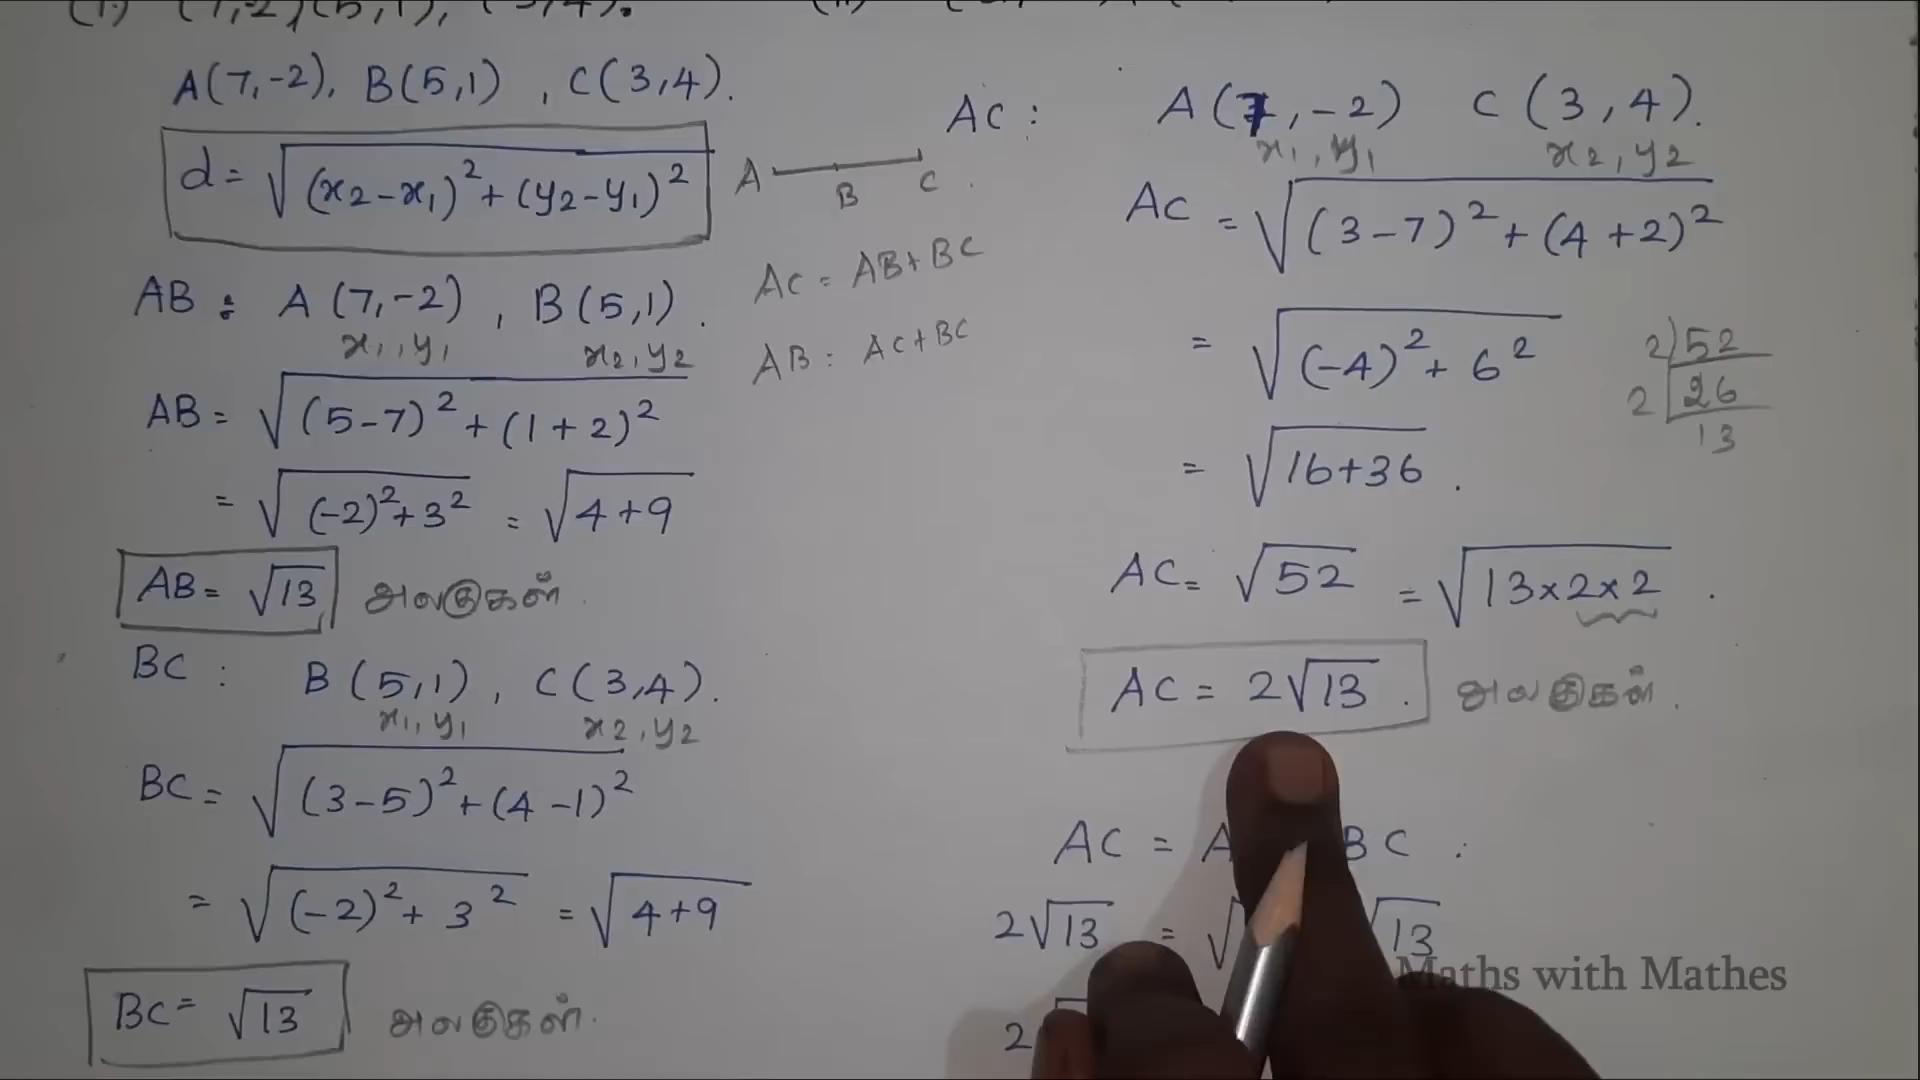 (7,-2)(5,1),
A(7,-2), B(5,1), C(3,4).
d = √(x2-x1)²+(y2-y1)²
AB : A(7,-2), B(5,1).
x1,y1 x2,y2
AB = √(5-7)²+(1+2)²
= √(-2)²+3² = √4+9
AB = √13 அலகுகள்.
BC : B(5,1), C(3,4).
x1,y1 x2,y2
BC = √(3-5)²+(4-1)²
= √(-2)²+3² = √4+9
BC = √13 அலகுகள்.
A B C.
AC = AB+BC
AB : AC+BC
AC : A(7,-2) C(3,4).
x1,y1 x2,y2
AC = √(3-7)²+(4+2)²
= √(-4)²+6²
2 52
2 26
13
= √16+36.
AC = √52 = √13×2×2.
AC = 2√13. அலகுகள்.
AC = A BC :
2√13 = √ √13
2
Maths with Mathes